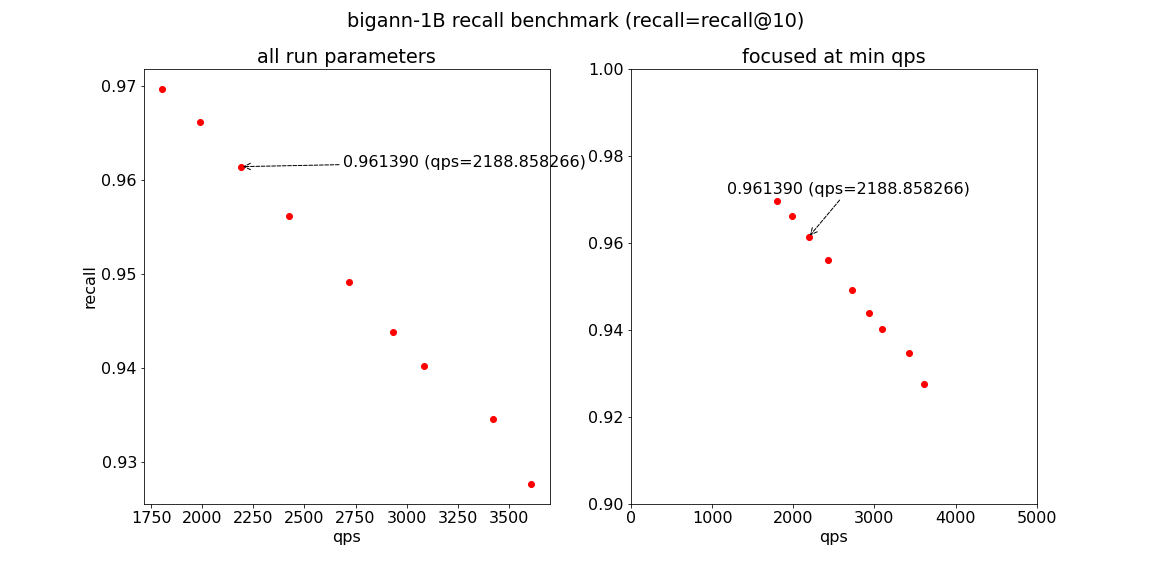 bigann-1B recall benchmark (recall=recall@10)
all run parameters
0.97
0.96
0.95
0.94
0.93
recall
0.961390 (qps=2188.858266)
1750 2000 2250 2500 2750 3000 3250 3500
qps
focused at min qps
1.00
0.98
0.96
0.94
0.92
0.90
0.961390 (qps=2188.858266)
0 1000 2000 3000 4000 5000
qps